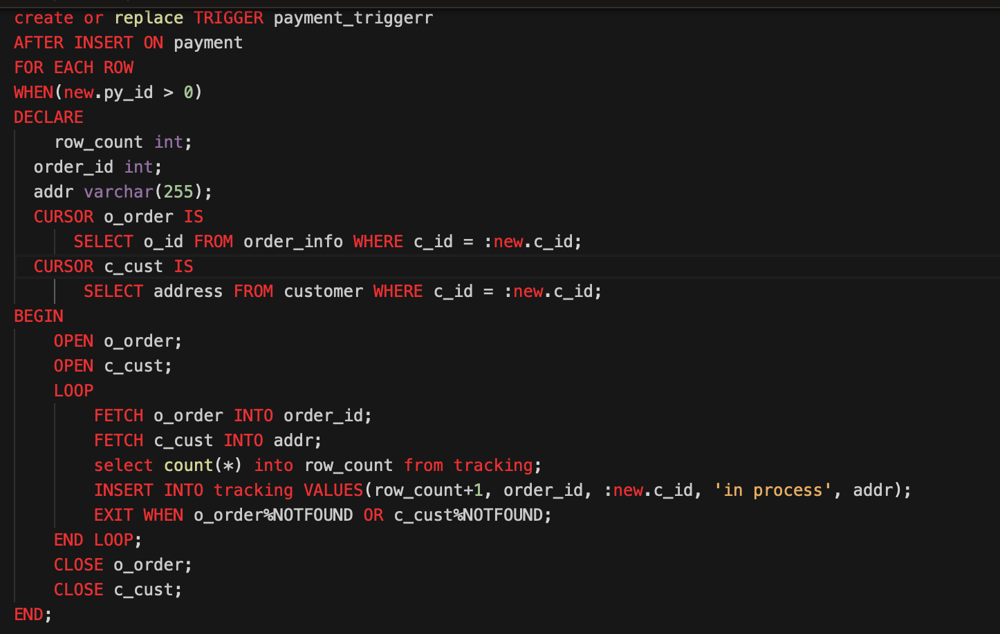 create or replace TRIGGER payment_triggerr
AFTER INSERT ON payment
FOR EACH ROW
WHEN(new.py_id > 0)
DECLARE
    row_count int;
  order_id int;
  addr varchar(255);
  CURSOR o_order IS
      SELECT o_id FROM order_info WHERE c_id = :new.c_id;
  CURSOR c_cust IS
       SELECT address FROM customer WHERE c_id = :new.c_id;
BEGIN
    OPEN o_order;
    OPEN c_cust;
    LOOP
        FETCH o_order INTO order_id;
        FETCH c_cust INTO addr;
        select count(*) into row_count from tracking;
        INSERT INTO tracking VALUES(row_count+1, order_id, :new.c_id, 'in process', addr);
        EXIT WHEN o_order%NOTFOUND OR c_cust%NOTFOUND;
    END LOOP;
    CLOSE o_order;
    CLOSE c_cust;
END;